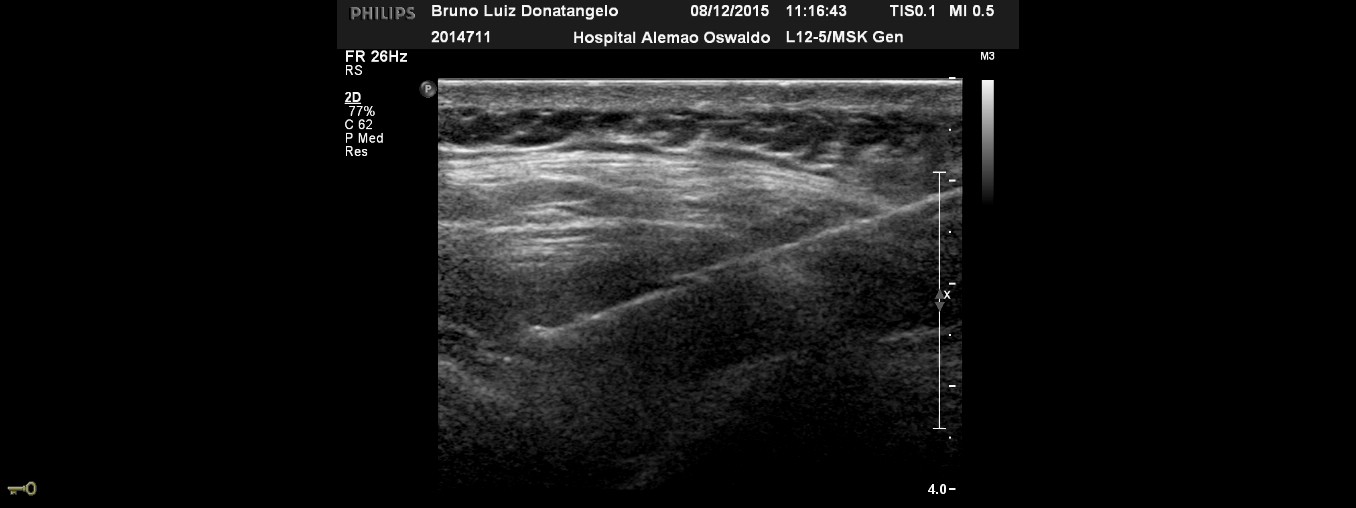 PHILIPS Bruno Luiz Donatangelo 08/12/2015 11:16:43 TIS0.1 MI 0.5
2014711 Hospital Alemao Oswaldo L12-5/MSK Gen
FR 26Hz
RS
M3
P
2D
77%
C 62
P Med
Res
X
4.0